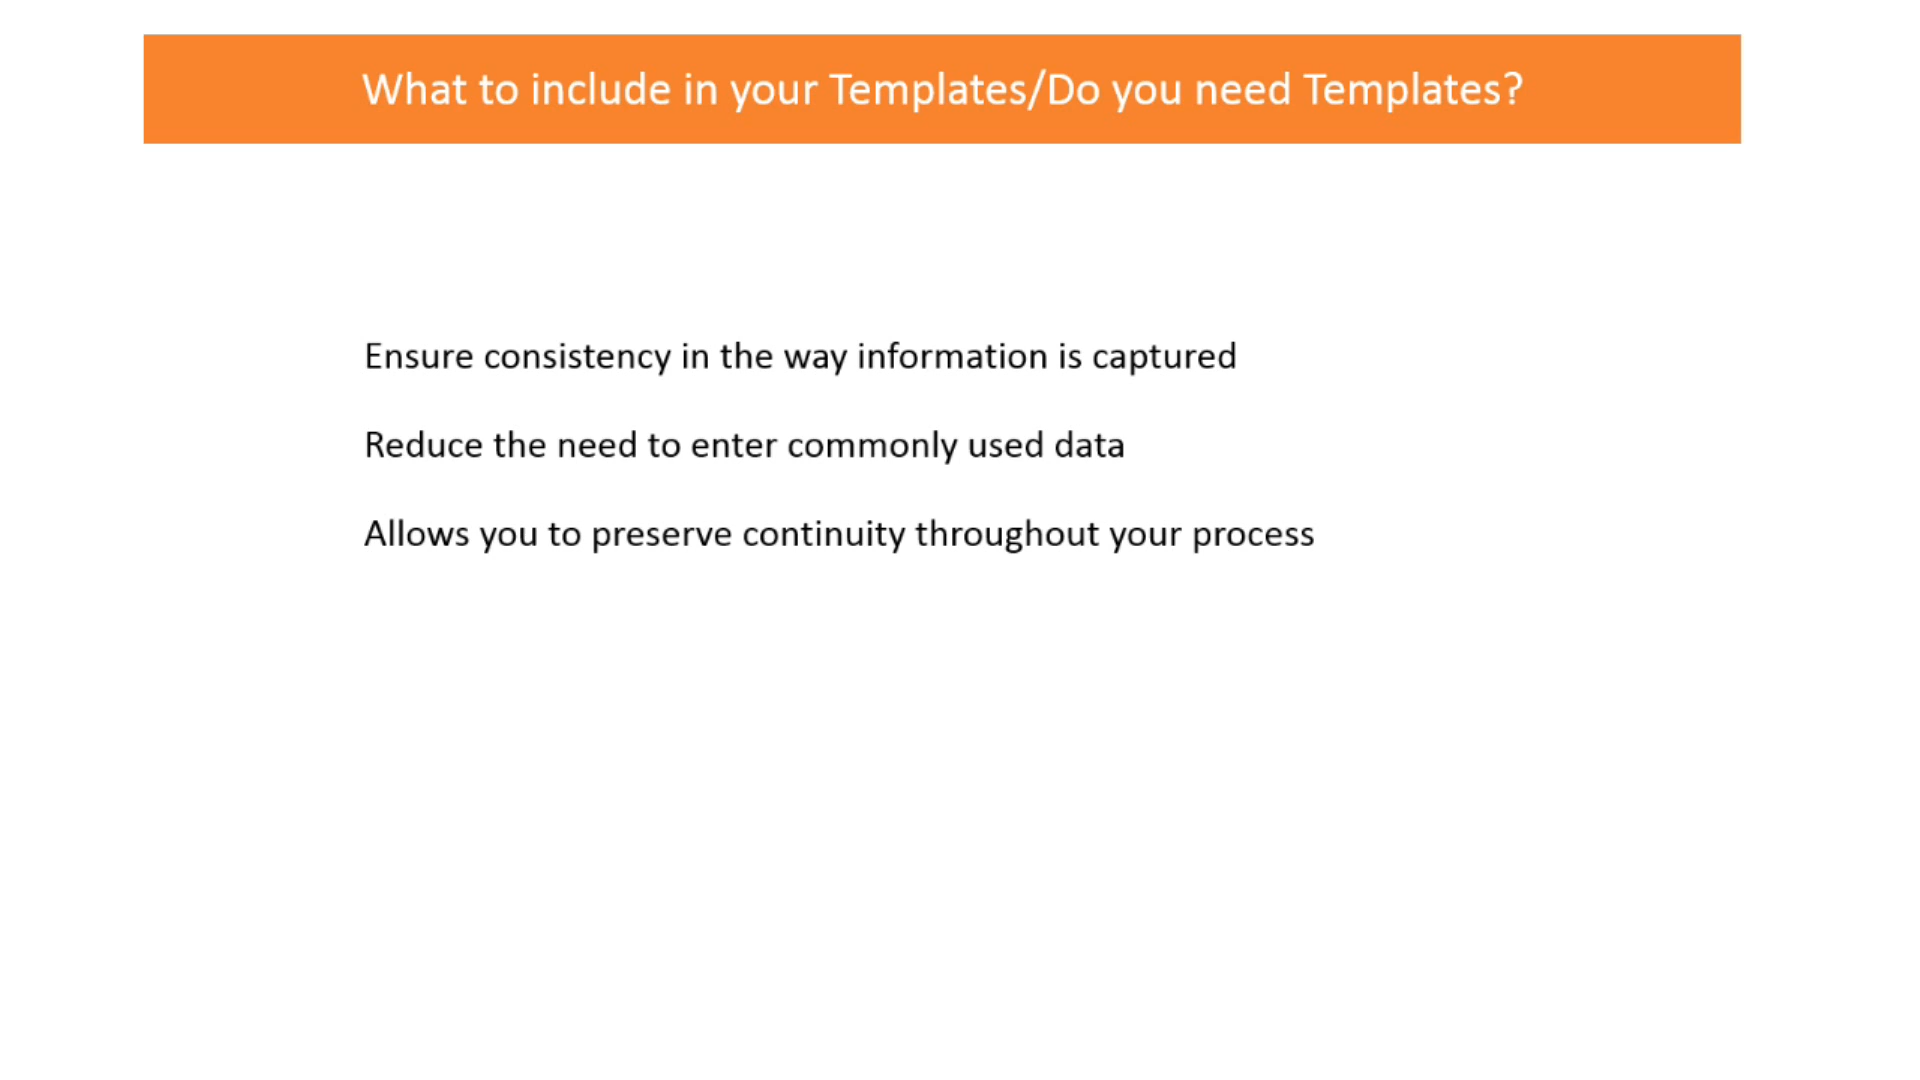 What to include in your Templates/Do you need Templates?
Ensure consistency in the way information is captured
Reduce the need to enter commonly used data
Allows you to preserve continuity throughout your process